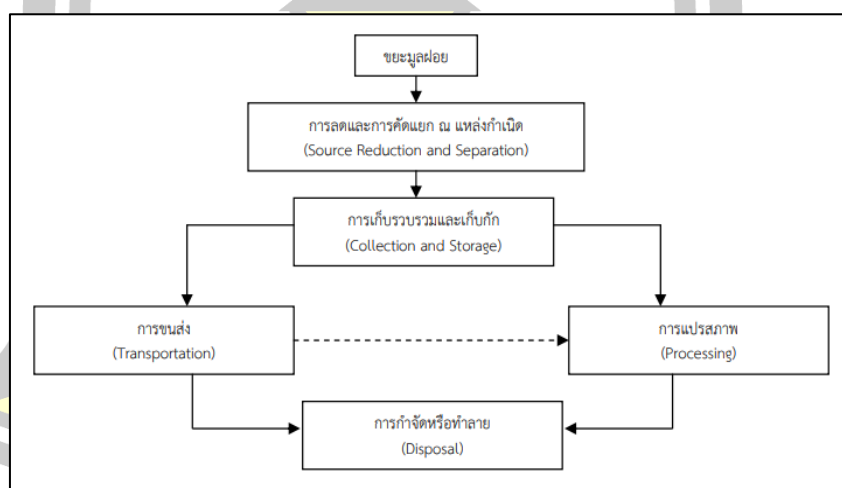 ขยะมูลฝอย
การลดและการคัดแยก ณ แหล่งกำเนิด
(Source Reduction and Separation)
การเก็บรวบรวมและเก็บกัก
(Collection and Storage)
การขนส่ง
(Transportation)
การแปรสภาพ
(Processing)
การกำจัดหรือทำลาย
(Disposal)